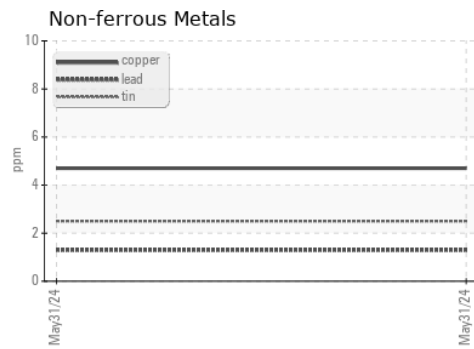 Non-ferrous Metals
10
8
6
4
2
0
ppm
copper
lead
tin
May31/24
May31/24